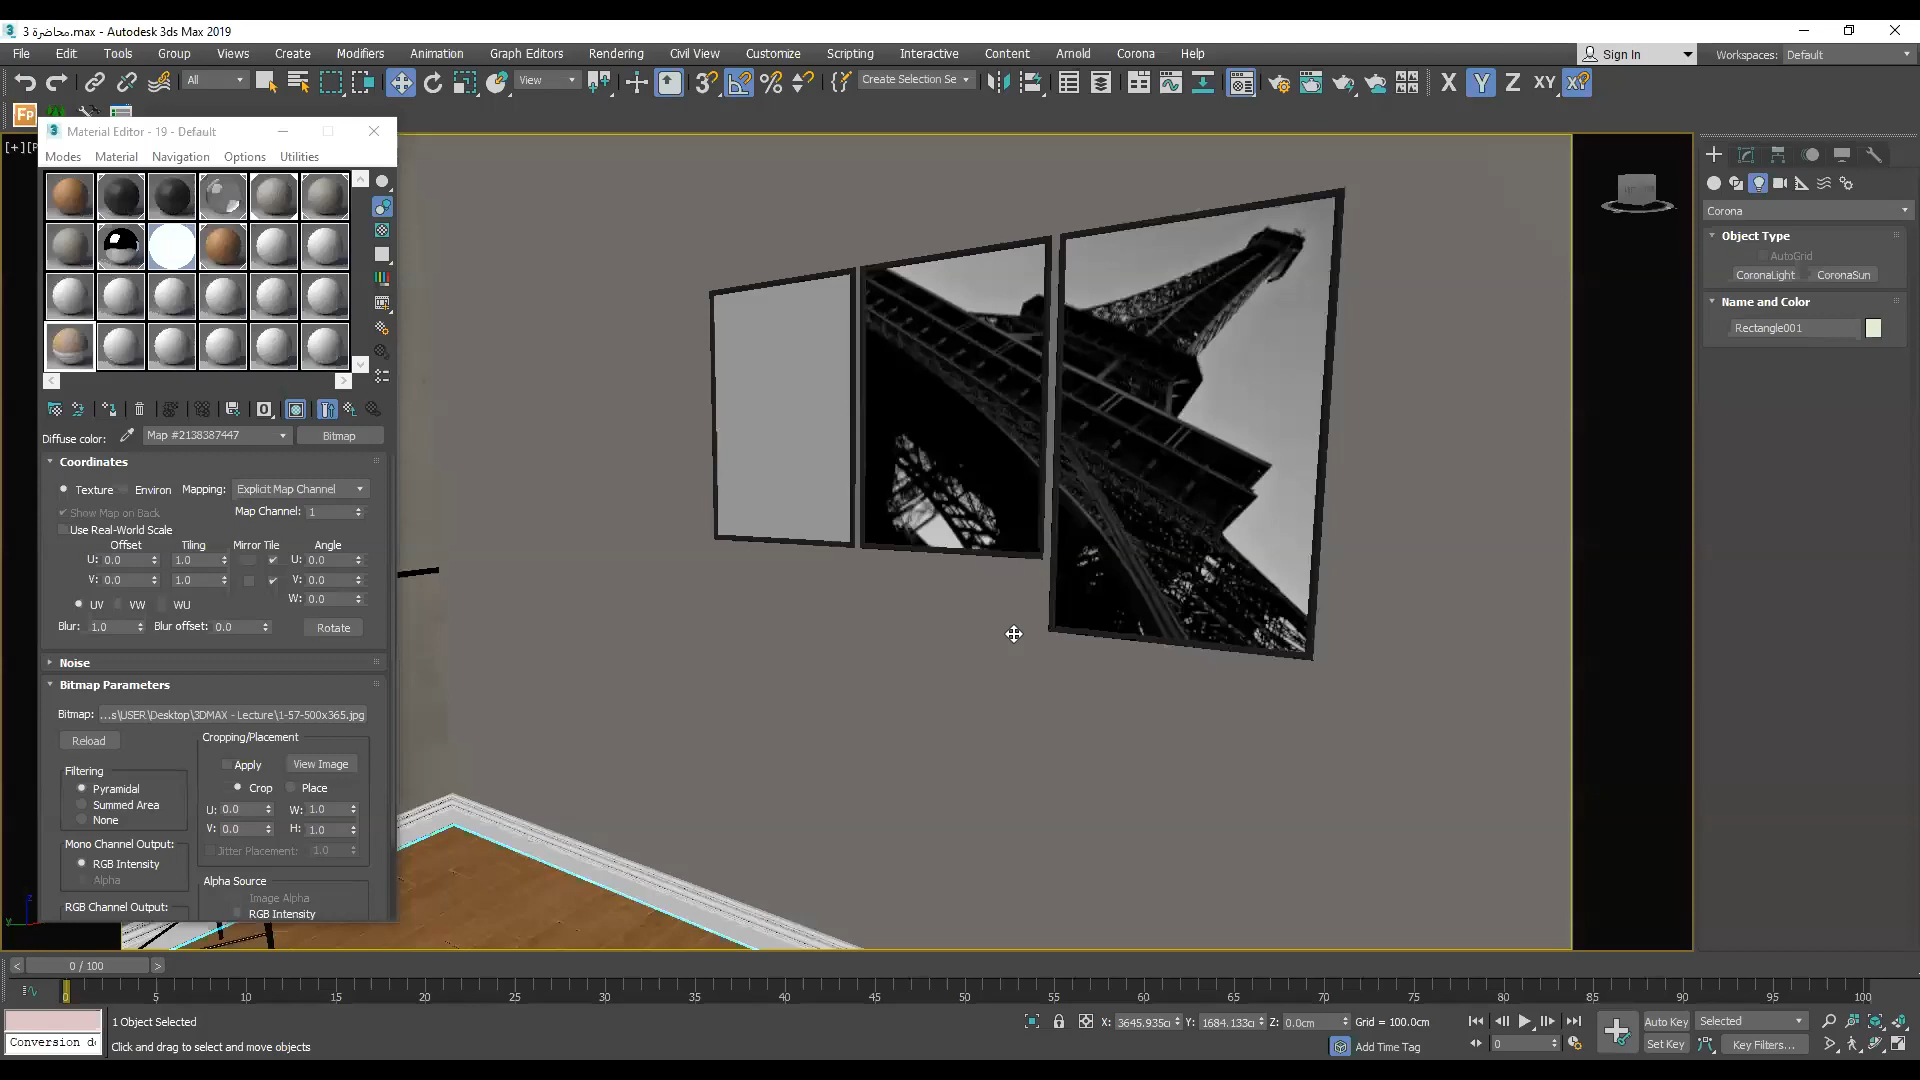 3 محاضرة.max - Autodesk 3ds Max 2019
File Edit Tools Group Views Create Modifiers Animation Graph Editors Rendering Civil View Customize Scripting Interactive Content Arnold Corona Help
Sign In
Workspaces: Default
All
View
Create Selection Se
X Y Z XY XY
Fp
[+][P
Material Editor - 19 - Default
Modes Material Navigation Options Utilities
Diffuse color: Map #2138387447 Bitmap
Coordinates
Texture Environ Mapping: Explicit Map Channel
Show Map on Back Map Channel: 1
Use Real-World Scale
Offset Tiling Mirror Tile Angle
U: 0.0 1.0 U: 0.0
V: 0.0 1.0 V: 0.0
W: 0.0
UV VW WU
Blur: 1.0 Blur offset: 0.0 Rotate
Noise
Bitmap Parameters
Bitmap: ...s\USER\Desktop\3DMAX - Lecture\1-57-500x365.jpg
Reload
Cropping/Placement
Apply View Image
Crop Place
U: 0.0 W: 1.0
V: 0.0 H: 1.0
Jitter Placement: 1.0
Filtering
Pyramidal
Summed Area
None
Mono Channel Output:
RGB Intensity
Alpha
RGB Channel Output:
Alpha Source
Image Alpha
RGB Intensity
Corona
Object Type
AutoGrid
CoronaLight CoronaSun
Name and Color
Rectangle001
0 / 100
0 5 10 15 20 25 30 35 40 45 50 55 60 65 70 75 80 85 90 95 100
1 Object Selected
Click and drag to select and move objects
Conversion de
X: 3645.935c Y: 1684.133c Z: 0.0cm Grid = 100.0cm
Add Time Tag
0
Auto Key Selected
Set Key Key Filters...